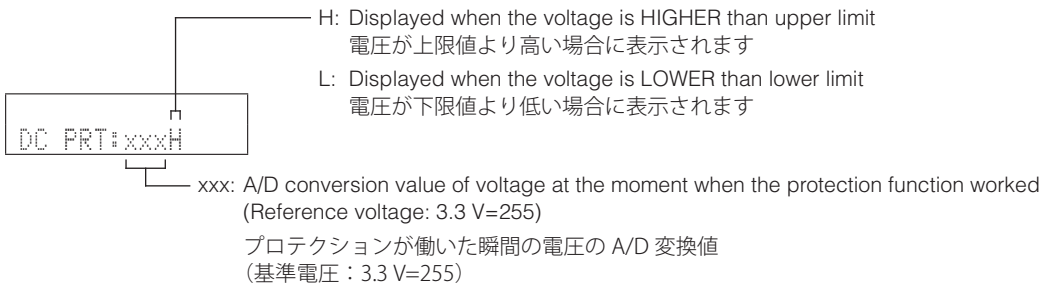 H: Displayed when the voltage is HIGHER than upper limit
電圧が上限値より高い場合に表示されます
L: Displayed when the voltage is LOWER than lower limit
電圧が下限値より低い場合に表示されます
DC PRT:xxxH
xxx: A/D conversion value of voltage at the moment when the protection function worked
(Reference voltage: 3.3 V=255)
プロテクションが働いた瞬間の電圧の A/D 変換値
（基準電圧：3.3 V=255）